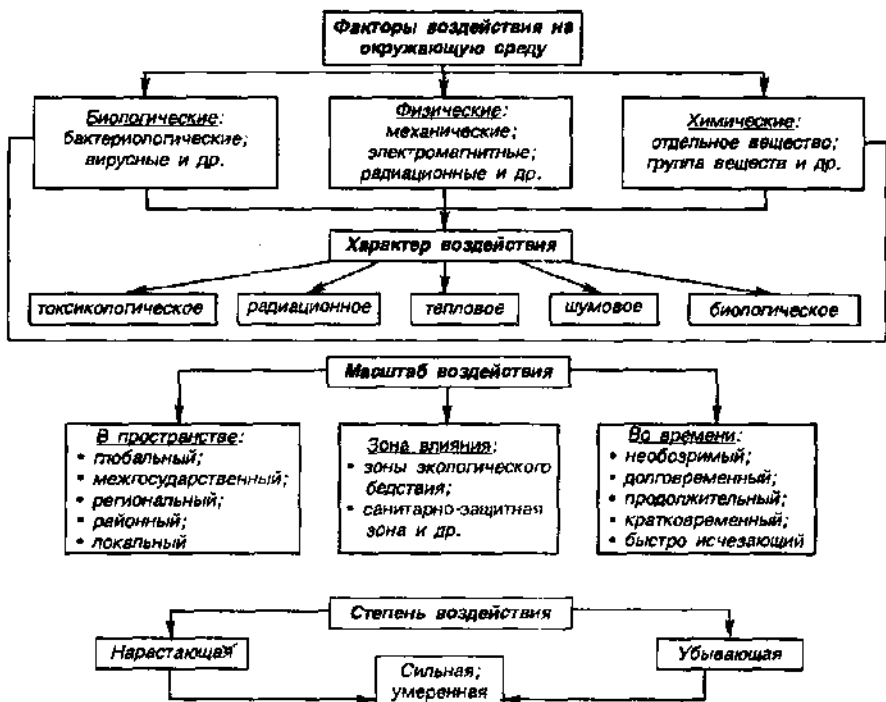 Факторы воздействия на
окружающую среду
Биологические:
бактериологические;
вирусные и др.
Физические:
механические;
электромагнитные;
радиационные и др.
Химические:
отдельное вещество;
группа веществ и др.
Характер воздействия
токсикологическое
радиационное
тепловое
шумовое
биологическое
Масштаб воздействия
В пространстве:
• глобальный;
• межгосударственный;
• региональный;
• районный;
• локальный
Зона влияния:
• зоны экологического
бедствия;
• санитарно-защитная
зона и др.
Во времени:
• необозримый;
• долговременный;
• продолжительный;
• кратковременный;
• быстро исчезающий
Степень воздействия
Нарастающая
Убывающая
Сильная;
умеренная